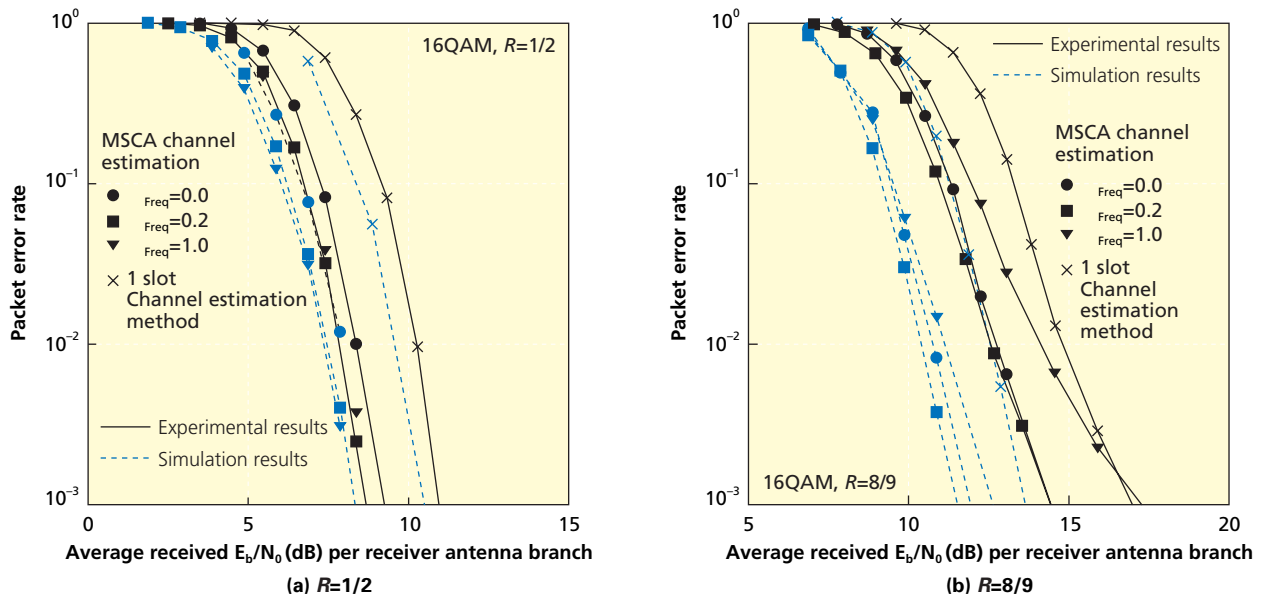 10⁰
10⁻¹
10⁻²
10⁻³
Packet error rate
16QAM, R=1/2
MSCA channel
estimation
Freq=0.0
Freq=0.2
Freq=1.0
1 slot
Channel estimation
method
Experimental results
Simulation results
0 5 10 15
Average received E_b/N_0 (dB) per receiver antenna branch
(a) R=1/2
10⁰
10⁻¹
10⁻²
10⁻³
Packet error rate
Experimental results
Simulation results
MSCA channel
estimation
Freq=0.0
Freq=0.2
Freq=1.0
1 slot
Channel
estimation
method
16QAM, R=8/9
5 10 15 20
Average received E_b/N_0 (dB) per receiver antenna branch
(b) R=8/9